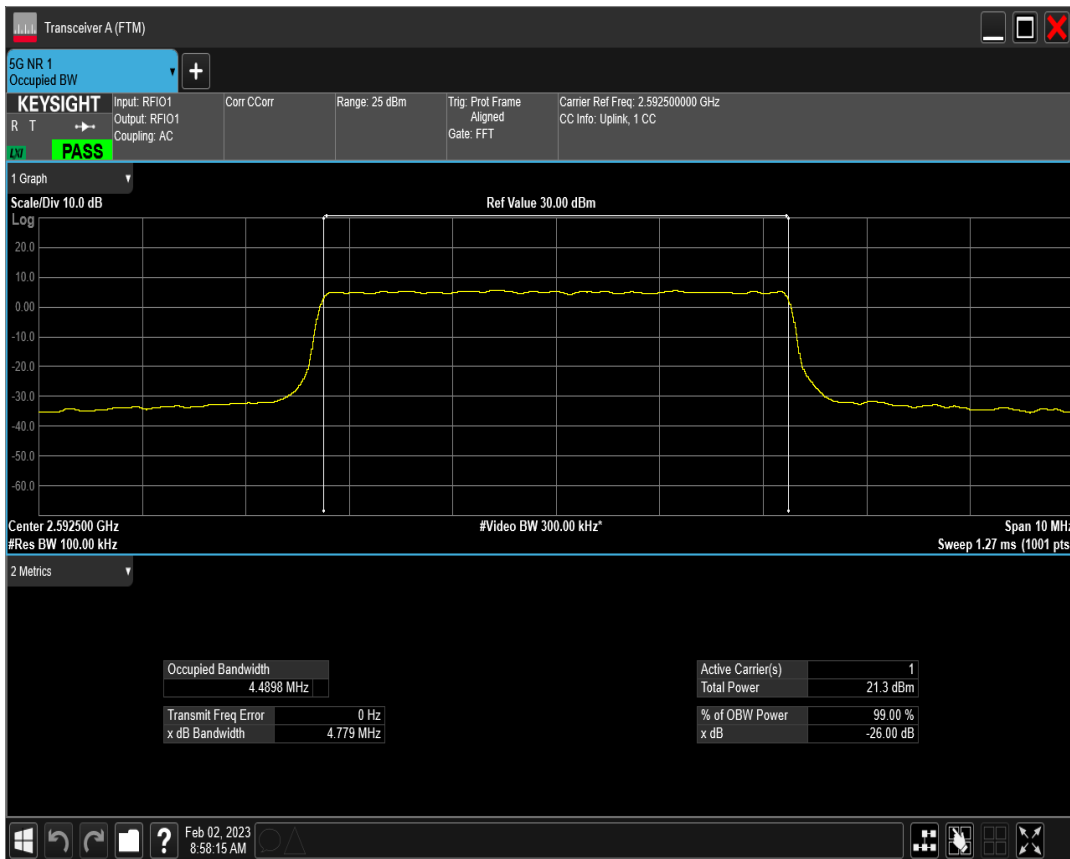 Transceiver A (FTM)
5G NR 1
Occupied BW
+
KEYSIGHT
R T
LXI
PASS
Input: RFIO1
Output: RFIO1
Coupling: AC
Corr CCorr
Range: 25 dBm
Trig: Prot Frame
Aligned
Gate: FFT
Carrier Ref Freq: 2.592500000 GHz
CC Info: Uplink, 1 CC
1 Graph
Scale/Div 10.0 dB
Ref Value 30.00 dBm
Log
20.0
10.0
0.00
-10.0
-20.0
-30.0
-40.0
-50.0
-60.0
Center 2.592500 GHz
#Video BW 300.00 kHz*
Span 10 MHz
#Res BW 100.00 kHz
Sweep 1.27 ms (1001 pts
2 Metrics
Occupied Bandwidth
4.4898 MHz
Transmit Freq Error 0 Hz
x dB Bandwidth 4.779 MHz
Active Carrier(s) 1
Total Power 21.3 dBm
% of OBW Power 99.00 %
x dB -26.00 dB
?
Feb 02, 2023
8:58:15 AM